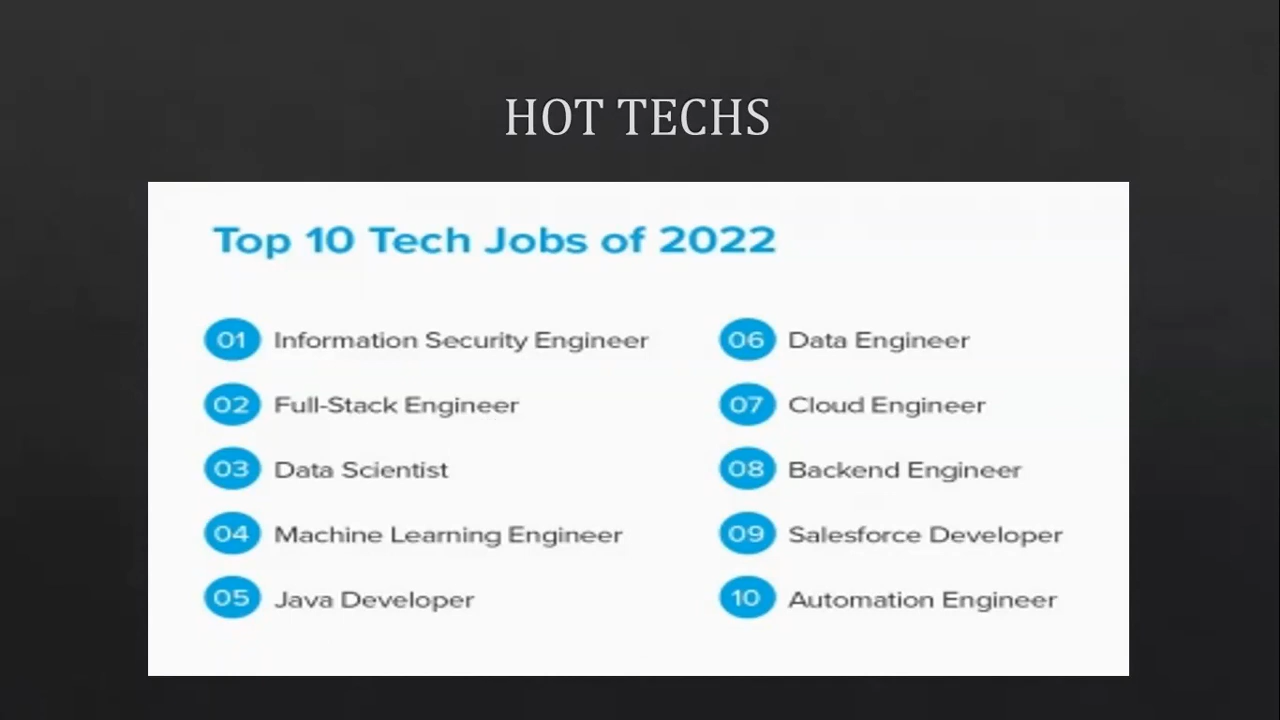 HOT TECHS
Top 10 Tech Jobs of 2022
01 Information Security Engineer
02 Full-Stack Engineer
03 Data Scientist
04 Machine Learning Engineer
05 Java Developer
06 Data Engineer
07 Cloud Engineer
08 Backend Engineer
09 Salesforce Developer
10 Automation Engineer